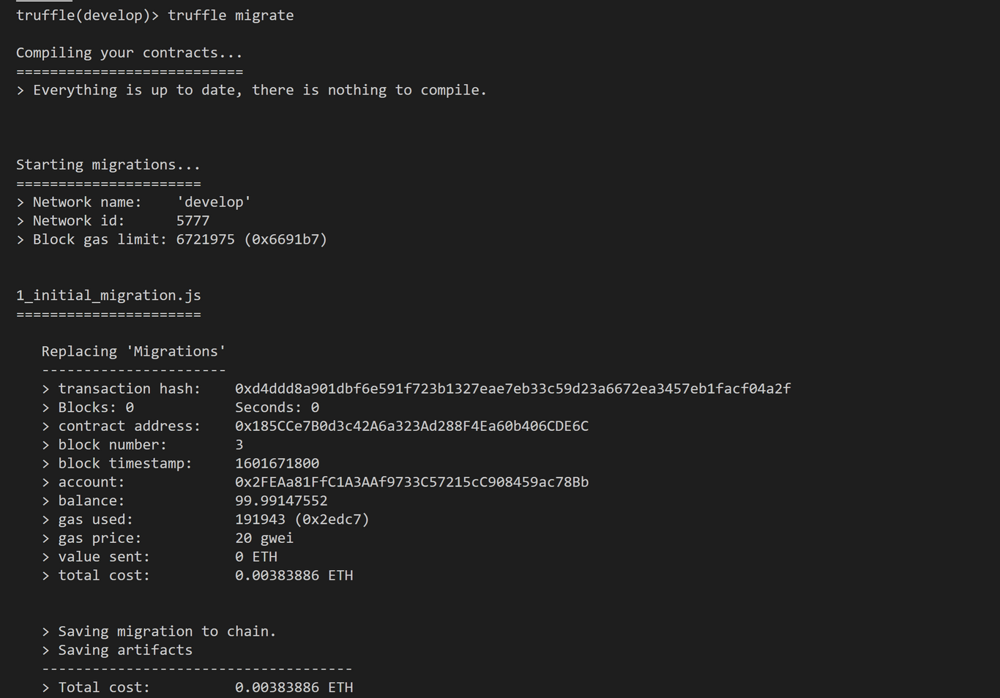 truffle(develop)> truffle migrate
Compiling your contracts...
===========================
> Everything is up to date, there is nothing to compile.
Starting migrations...
======================
> Network name:    'develop'
> Network id:      5777
> Block gas limit: 6721975 (0x6691b7)
1_initial_migration.js
======================
   Replacing 'Migrations'
   ----------------------
   > transaction hash:    0xd4ddd8a901dbf6e591f723b1327eae7eb33c59d23a6672ea3457eb1facf04a2f
   > Blocks: 0            Seconds: 0
   > contract address:    0x185CCe7B0d3c42A6a323Ad288F4Ea60b406CDE6C
   > block number:        3
   > block timestamp:     1601671800
   > account:             0x2FEAa81FfC1A3AAf9733C57215cC908459ac78Bb
   > balance:             99.99147552
   > gas used:            191943 (0x2edc7)
   > gas price:           20 gwei
   > value sent:          0 ETH
   > total cost:          0.00383886 ETH
   > Saving migration to chain.
   > Saving artifacts
   -------------------------------------
   > Total cost:          0.00383886 ETH